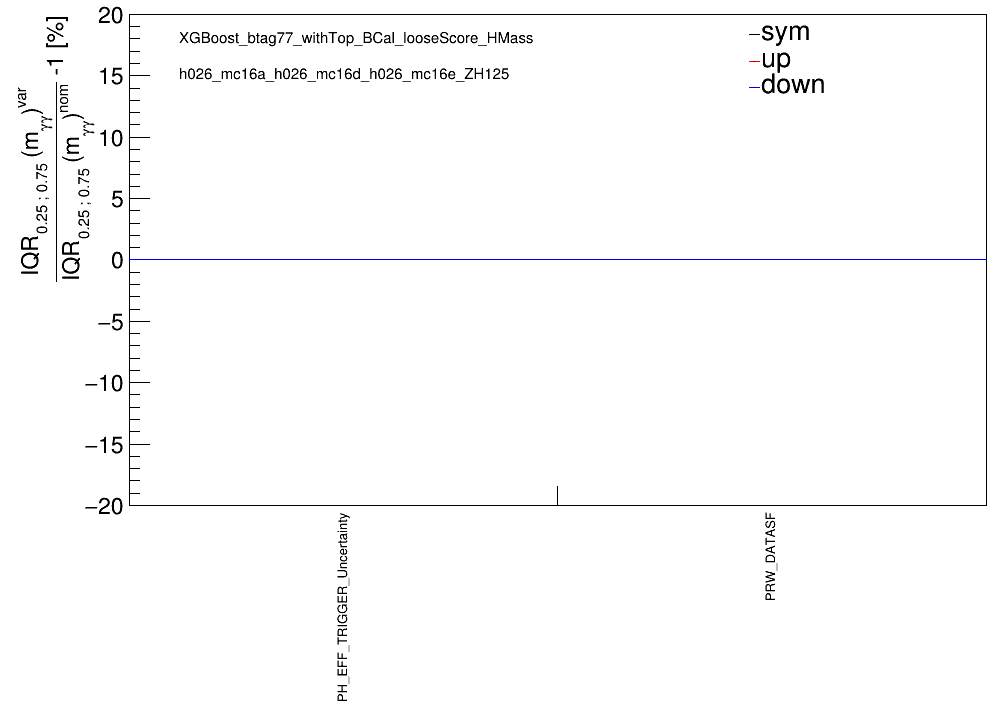 XGBoost_btag77_withTop_BCal_looseScore_HMass
h026_mc16a_h026_mc16d_h026_mc16e_ZH125
−sym
−up
−down
IQR0.25 ; 0.75 (mγγ)var
IQR0.25 ; 0.75 (mγγ)nom
-1 [%]
20
15
10
5
0
−5
−10
−15
−20
PH_EFF_TRIGGER_Uncertainty
PRW_DATASF